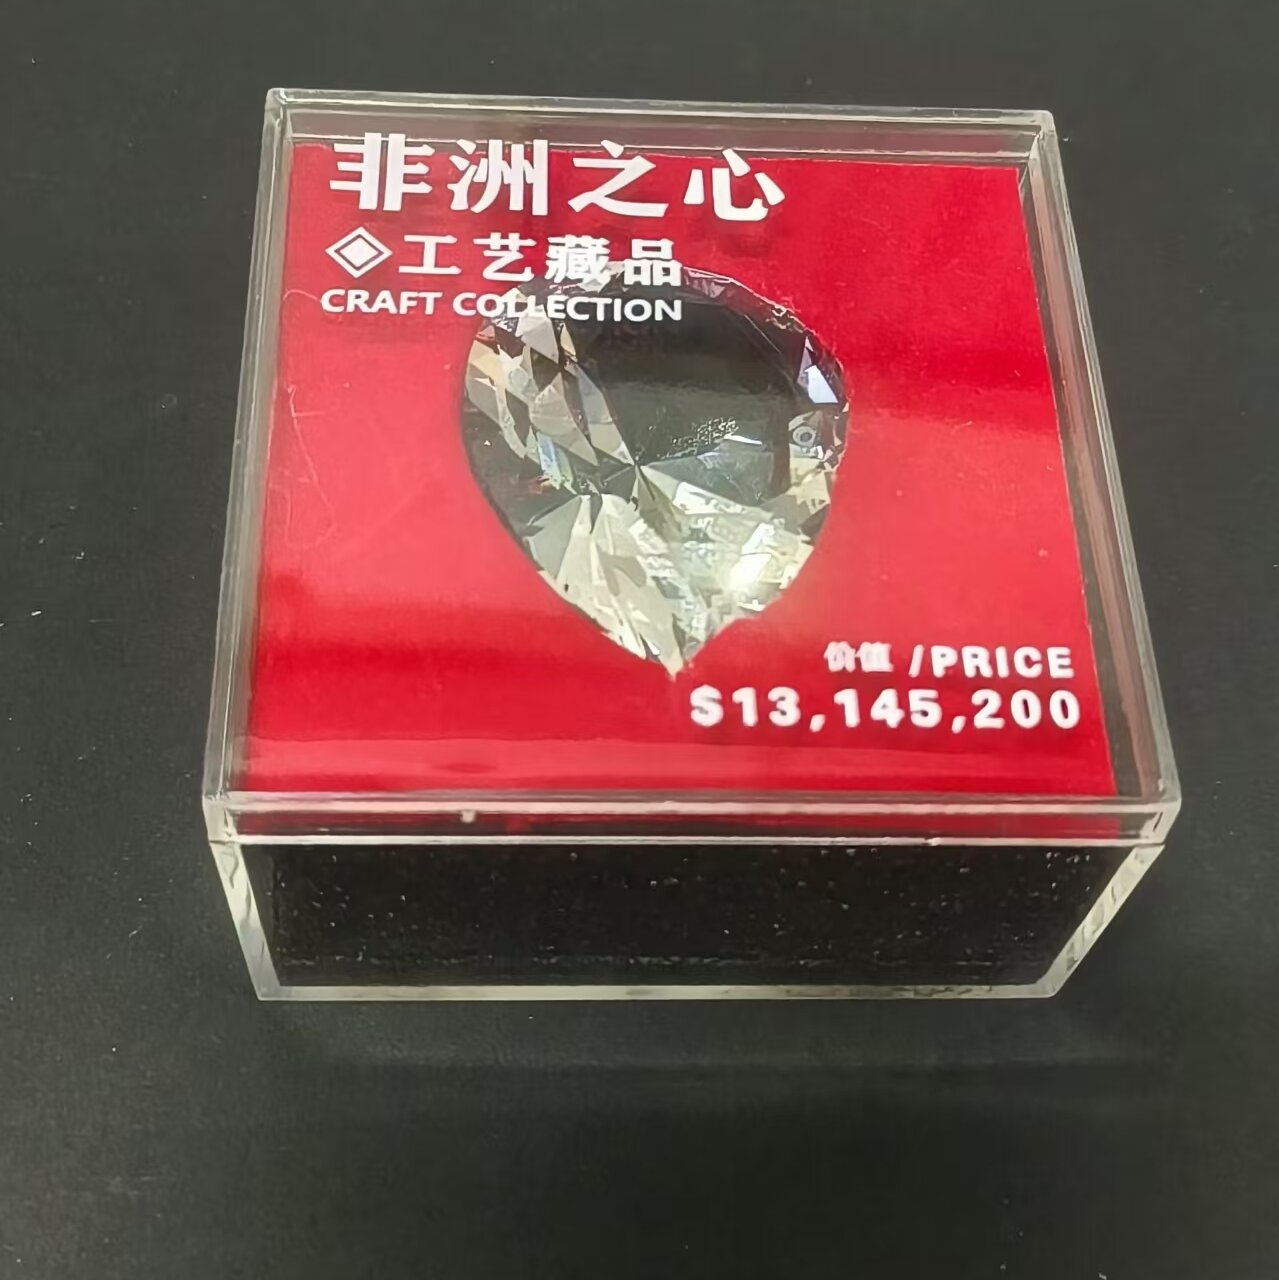 非洲之心
工艺藏品
CRAFT COLLECTION
价值 /PRICE
$13,145,200